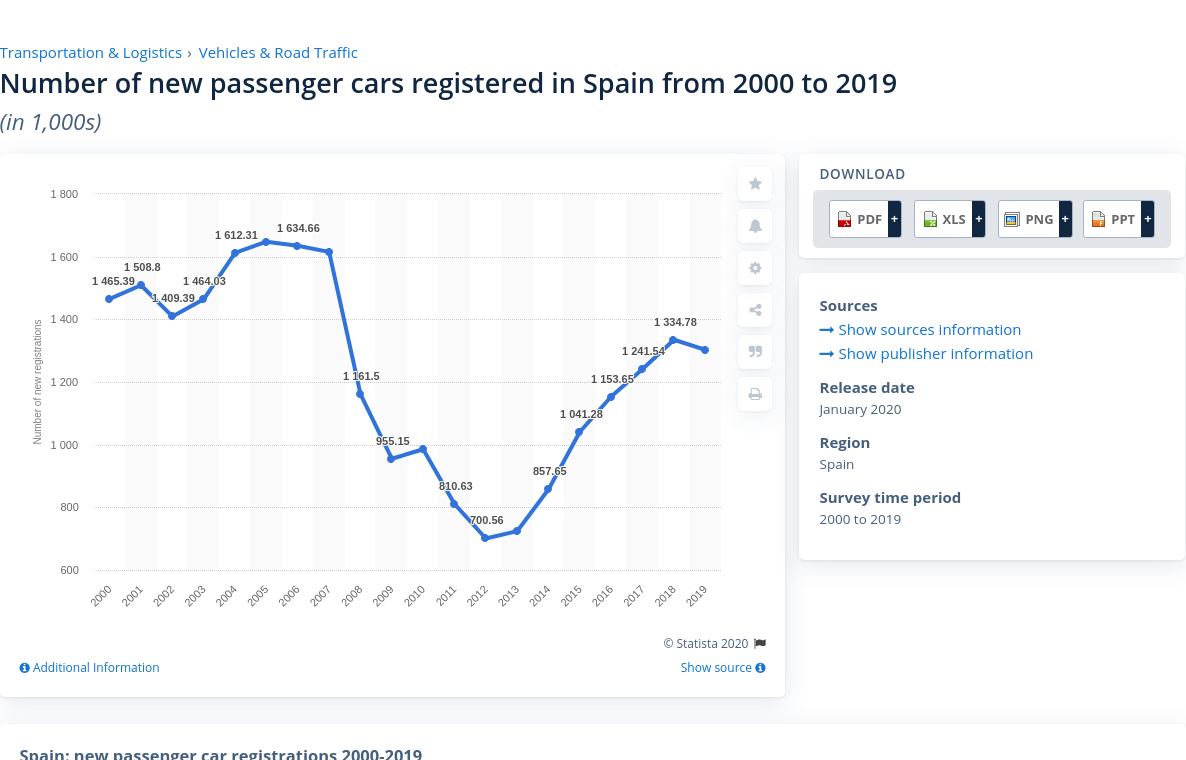 Transportation & Logistics › Vehicles & Road Traffic
Number of new passenger cars registered in Spain from 2000 to 2019
(in 1,000s)
Number of new registrations
1 800
1 600
1 400
1 200
1 000
800
600
1 465.39
1 508.8
1 409.39
1 464.03
1 612.31
1 634.66
1 161.5
955.15
810.63
700.56
857.65
1 041.28
1 153.65
1 241.54
1 334.78
2000 2001 2002 2003 2004 2005 2006 2007 2008 2009 2010 2011 2012 2013 2014 2015 2016 2017 2018 2019
© Statista 2020
Additional Information
Show source
DOWNLOAD
PDF + XLS + PNG + PPT +
Sources
Show sources information
Show publisher information
Release date
January 2020
Region
Spain
Survey time period
2000 to 2019
Spain: new passenger car registrations 2000-2019